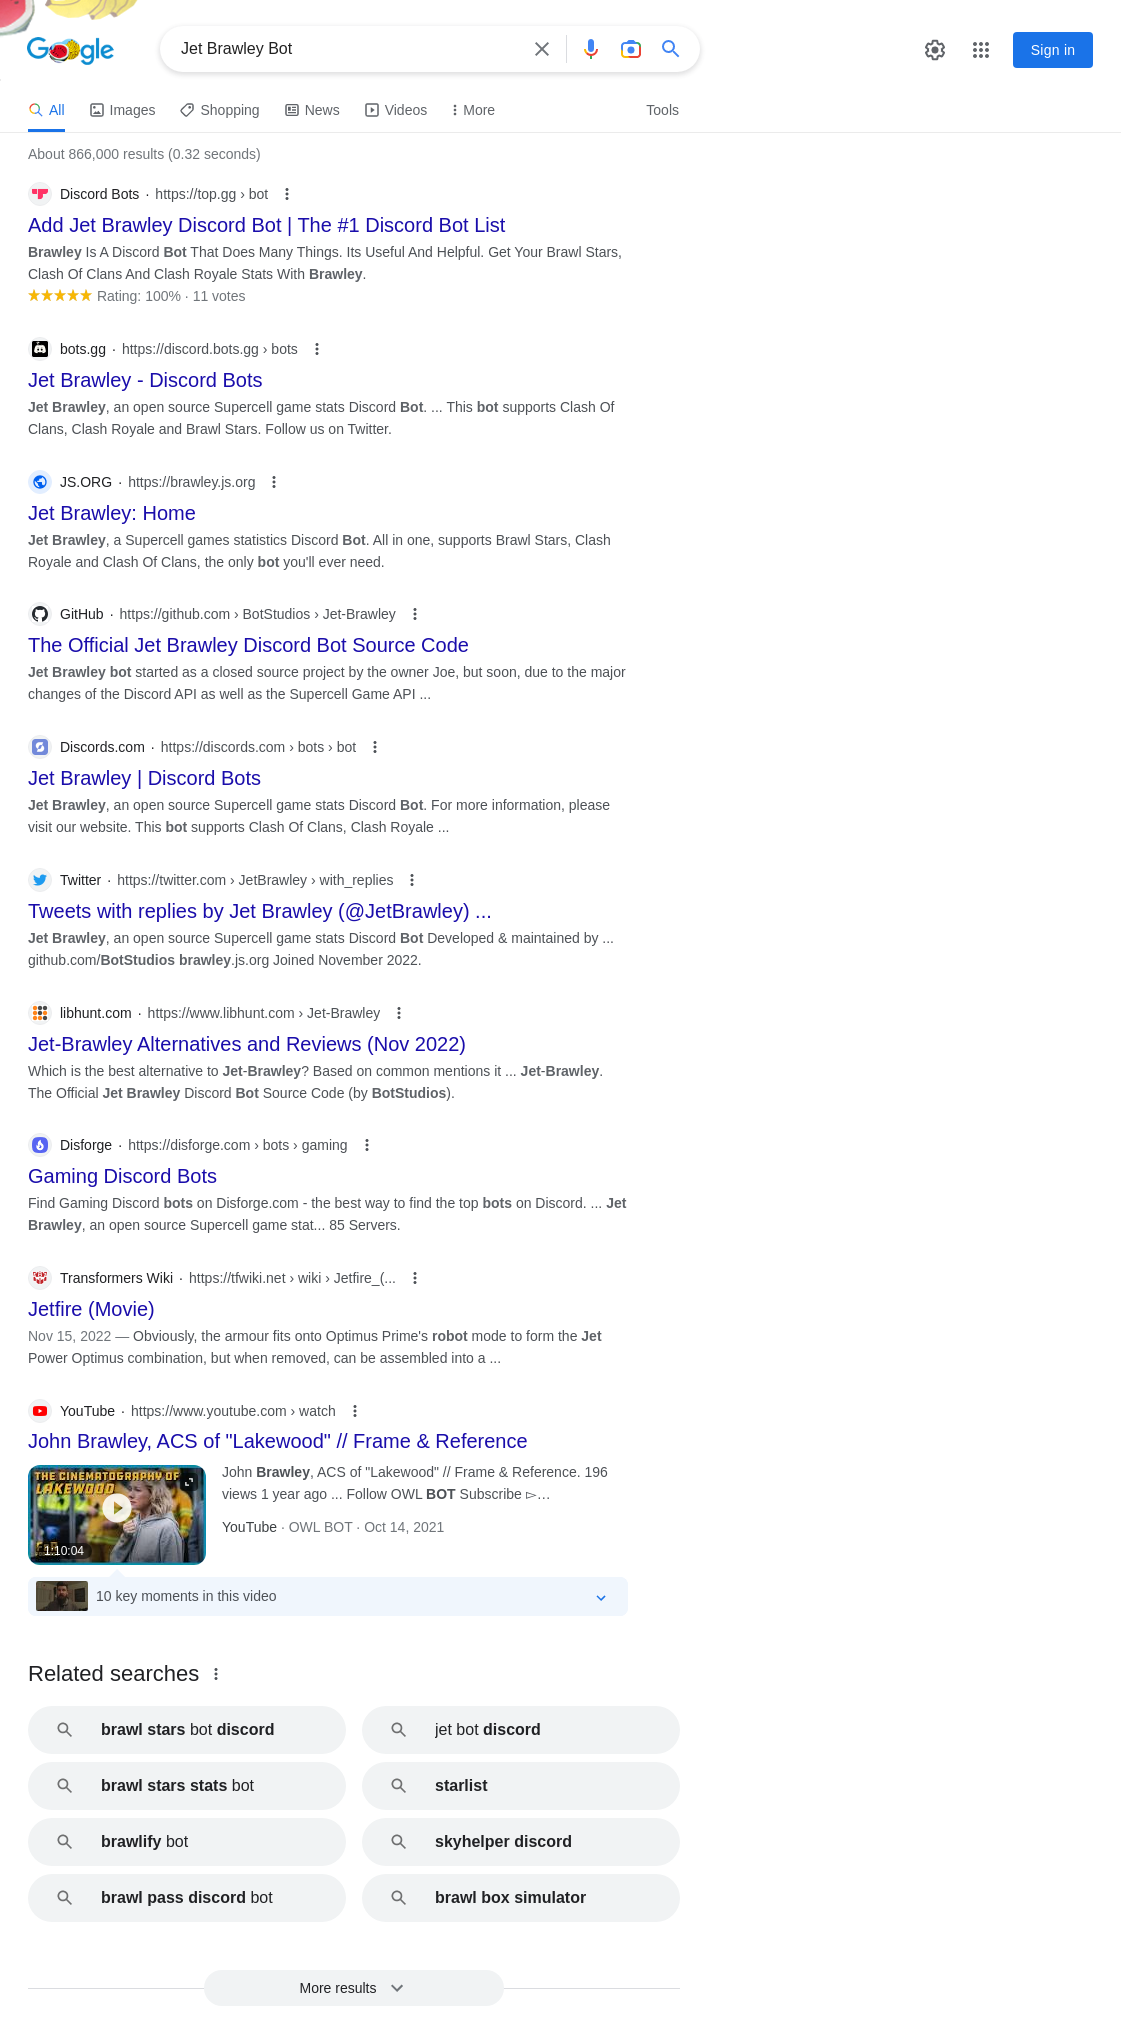 Google
Jet Brawley Bot
Sign in
All
Images
Shopping
News
Videos
More
Tools
About 866,000 results (0.32 seconds)
Discord Bots · https://top.gg › bot
Add Jet Brawley Discord Bot | The #1 Discord Bot List
Brawley Is A Discord Bot That Does Many Things. Its Useful And Helpful. Get Your Brawl Stars,
Clash Of Clans And Clash Royale Stats With Brawley.
Rating: 100% · 11 votes
bots.gg · https://discord.bots.gg › bots
Jet Brawley - Discord Bots
Jet Brawley, an open source Supercell game stats Discord Bot. ... This bot supports Clash Of
Clans, Clash Royale and Brawl Stars. Follow us on Twitter.
JS.ORG · https://brawley.js.org
Jet Brawley: Home
Jet Brawley, a Supercell games statistics Discord Bot. All in one, supports Brawl Stars, Clash
Royale and Clash Of Clans, the only bot you'll ever need.
GitHub · https://github.com › BotStudios › Jet-Brawley
The Official Jet Brawley Discord Bot Source Code
Jet Brawley bot started as a closed source project by the owner Joe, but soon, due to the major
changes of the Discord API as well as the Supercell Game API ...
Discords.com · https://discords.com › bots › bot
Jet Brawley | Discord Bots
Jet Brawley, an open source Supercell game stats Discord Bot. For more information, please
visit our website. This bot supports Clash Of Clans, Clash Royale ...
Twitter · https://twitter.com › JetBrawley › with_replies
Tweets with replies by Jet Brawley (@JetBrawley) ...
Jet Brawley, an open source Supercell game stats Discord Bot Developed & maintained by ...
github.com/BotStudios brawley.js.org Joined November 2022.
libhunt.com · https://www.libhunt.com › Jet-Brawley
Jet-Brawley Alternatives and Reviews (Nov 2022)
Which is the best alternative to Jet-Brawley? Based on common mentions it ... Jet-Brawley.
The Official Jet Brawley Discord Bot Source Code (by BotStudios).
Disforge · https://disforge.com › bots › gaming
Gaming Discord Bots
Find Gaming Discord bots on Disforge.com - the best way to find the top bots on Discord. ... Jet
Brawley, an open source Supercell game stat... 85 Servers.
Transformers Wiki · https://tfwiki.net › wiki › Jetfire_(...
Jetfire (Movie)
Nov 15, 2022 — Obviously, the armour fits onto Optimus Prime's robot mode to form the Jet
Power Optimus combination, but when removed, can be assembled into a ...
YouTube · https://www.youtube.com › watch
John Brawley, ACS of "Lakewood" // Frame & Reference
THE CINEMATOGRAPHY OF
LAKEWOOD
1:10:04
John Brawley, ACS of "Lakewood" // Frame & Reference. 196
views 1 year ago ... Follow OWL BOT Subscribe ▻…
YouTube · OWL BOT · Oct 14, 2021
10 key moments in this video
Related searches
brawl stars bot discord
jet bot discord
brawl stars stats bot
starlist
brawlify bot
skyhelper discord
brawl pass discord bot
brawl box simulator
More results